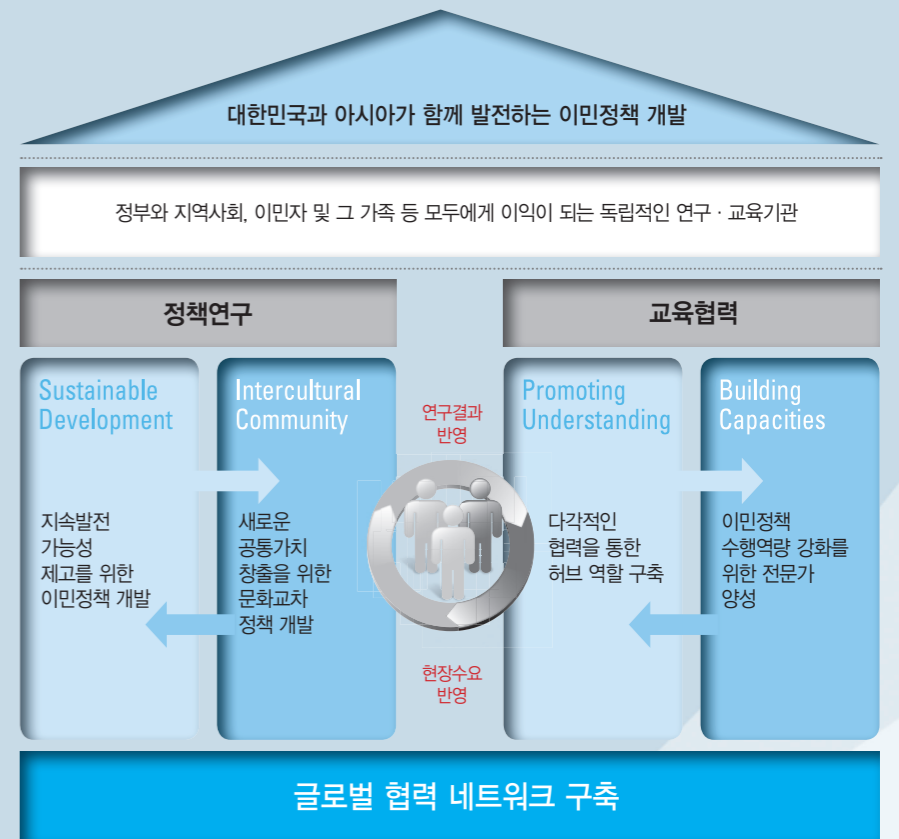 대한민국과 아시아가 함께 발전하는 이민정책 개발
정부와 지역사회, 이민자 및 그 가족 등 모두에게 이익이 되는 독립적인 연구 · 교육기관
정책연구
Sustainable
Development
지속발전
가능성
제고를 위한
이민정책 개발
Intercultural
Community
새로운
공통가치
창출을 위한
문화교차
정책 개발
연구결과
반영
현장수요
반영
교육협력
Promoting
Understanding
다각적인
협력을 통한
허브 역할 구축
Building
Capacities
이민정책
수행역량 강화를
위한 전문가
양성
글로벌 협력 네트워크 구축